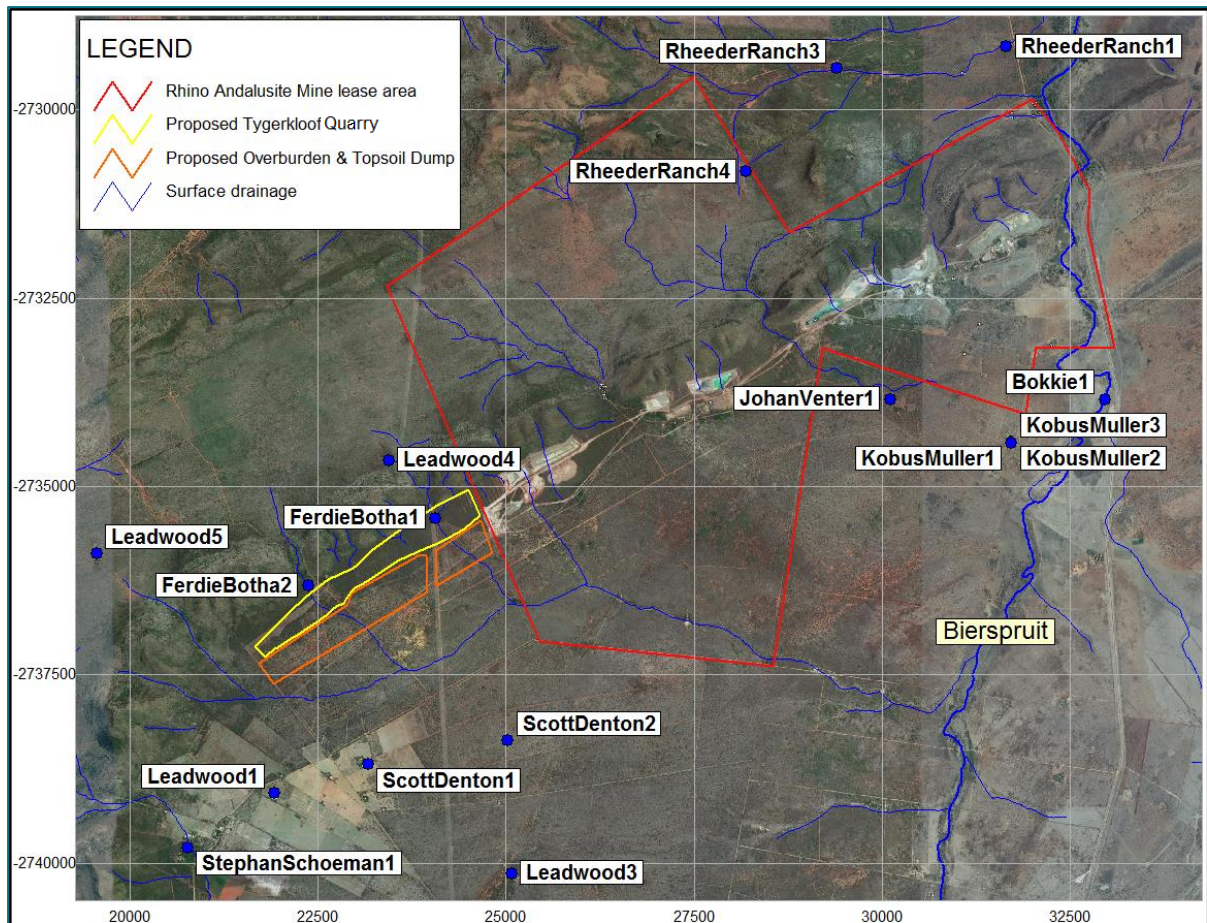 LEGEND
Rhino Andalusite Mine lease area
Proposed Tygerkloof Quarry
Proposed Overburden & Topsoil Dump
Surface drainage
RheederRanch3
RheederRanch1
-2730000
RheederRanch4
-2732500
Bokkie1
JohanVenter1
KobusMuller3
KobusMuller1
KobusMuller2
Leadwood4
-2735000
FerdieBotha1
Leadwood5
FerdieBotha2
Bierspruit
-2737500
ScottDenton2
Leadwood1
ScottDenton1
StephanSchoeman1
-2740000
Leadwood3
20000
22500
25000
27500
30000
32500